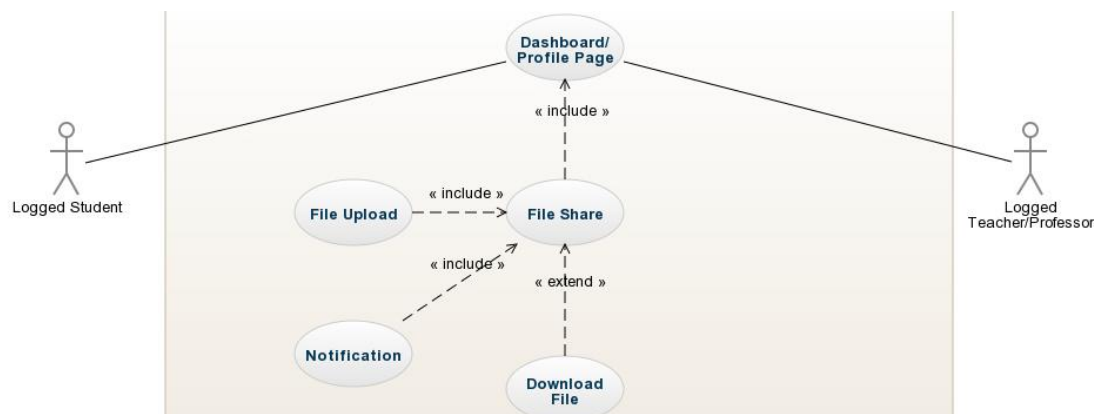 Dashboard/
Profile Page
« include »
Logged Student
Logged
Teacher/Professor
« include »
File Upload
File Share
« include »
« extend »
Notification
Download
File